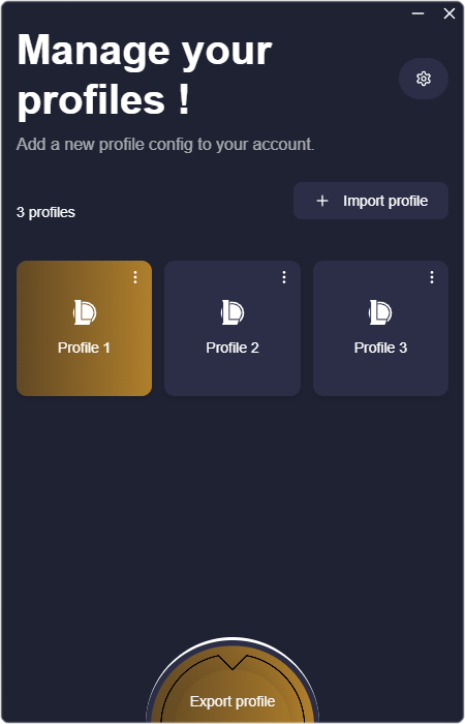 Manage your
profiles !
Add a new profile config to your account.
3 profiles
Import profile
Profile 1
Profile 2
Profile 3
Export profile